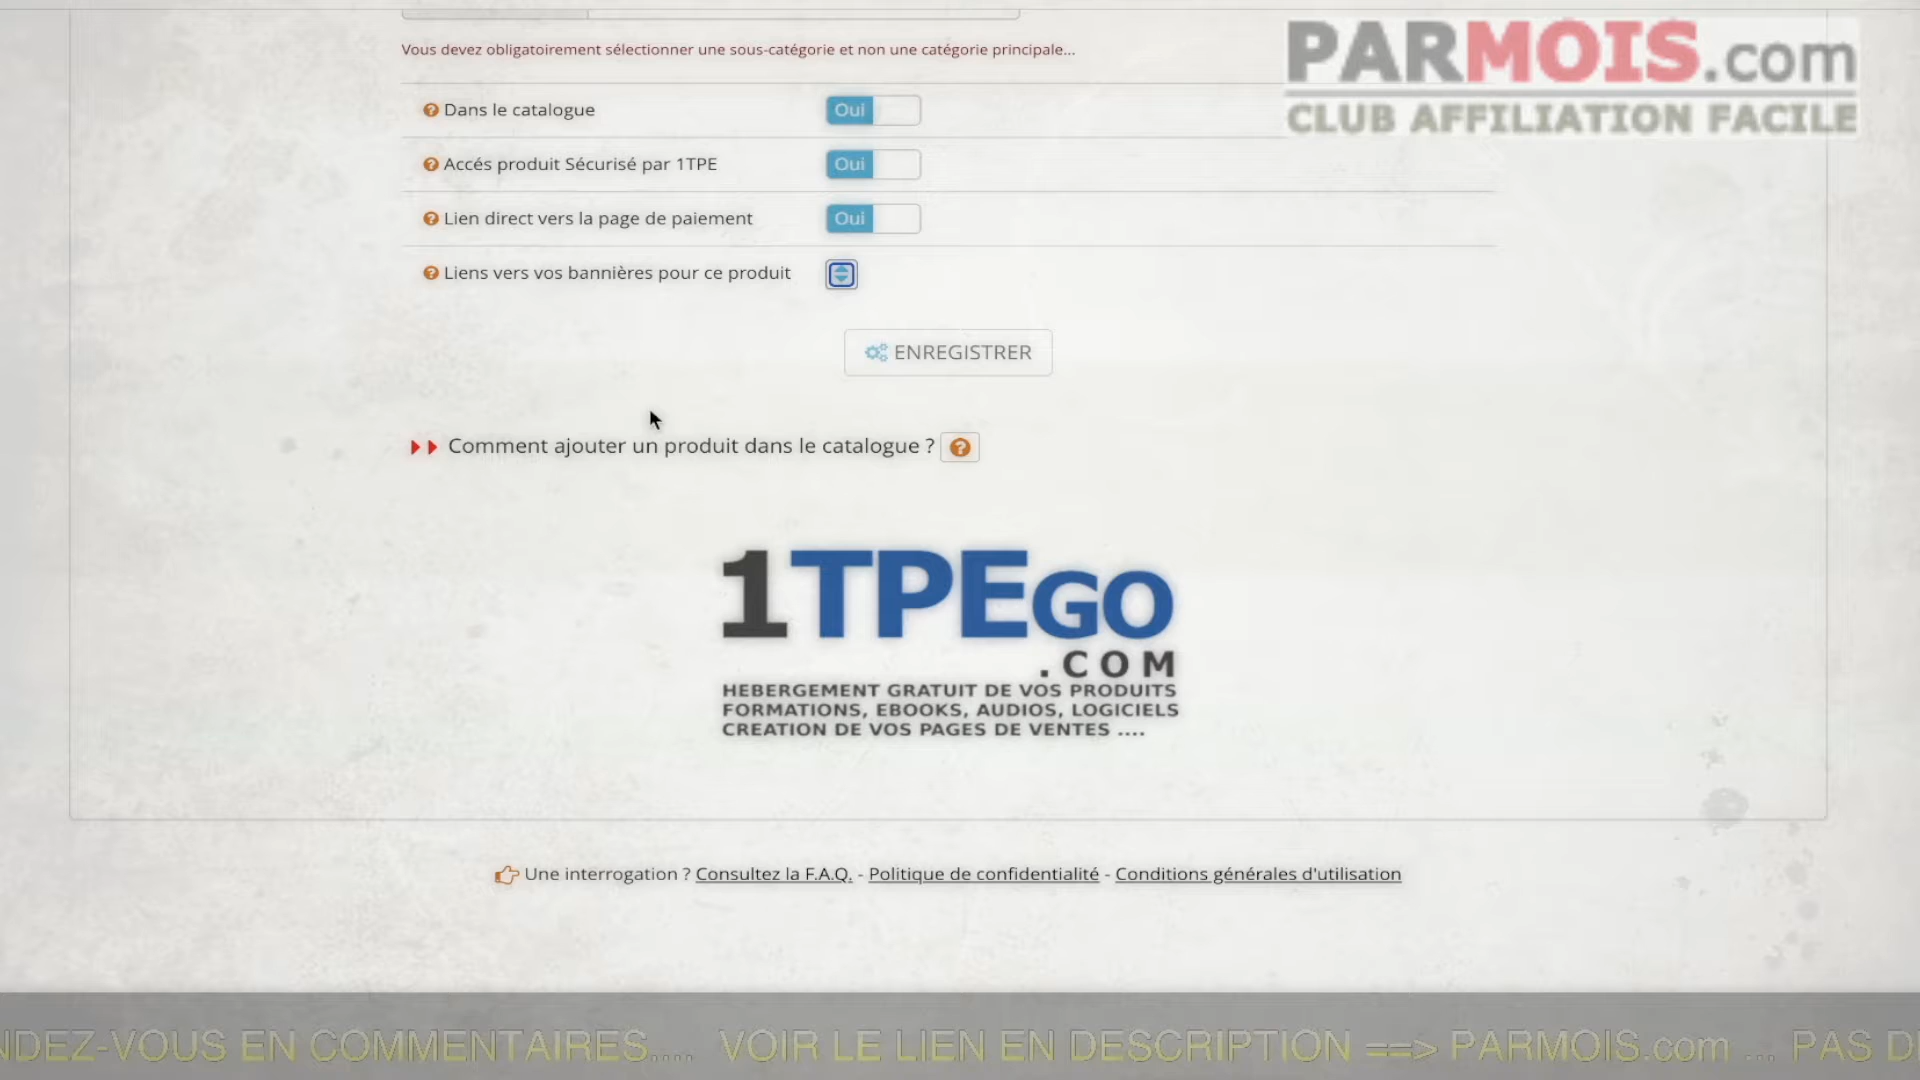 Vous devez obligatoirement sélectionner une sous-catégorie et non une catégorie principale...
PARMOIS.com
CLUB AFFILIATION FACILE
Dans le catalogue Oui
Accés produit Sécurisé par 1TPE Oui
Lien direct vers la page de paiement Oui
Liens vers vos bannières pour ce produit
ENREGISTRER
Comment ajouter un produit dans le catalogue ?
1TPEGO
.COM
HEBERGEMENT GRATUIT DE VOS PRODUITS
FORMATIONS, EBOOKS, AUDIOS, LOGICIELS
CREATION DE VOS PAGES DE VENTES ....
Une interrogation ? Consultez la F.A.Q. - Politique de confidentialité - Conditions générales d'utilisation
NDEZ-VOUS EN COMMENTAIRES.... VOIR LE LIEN EN DESCRIPTION ==> PARMOIS.com ... PAS D